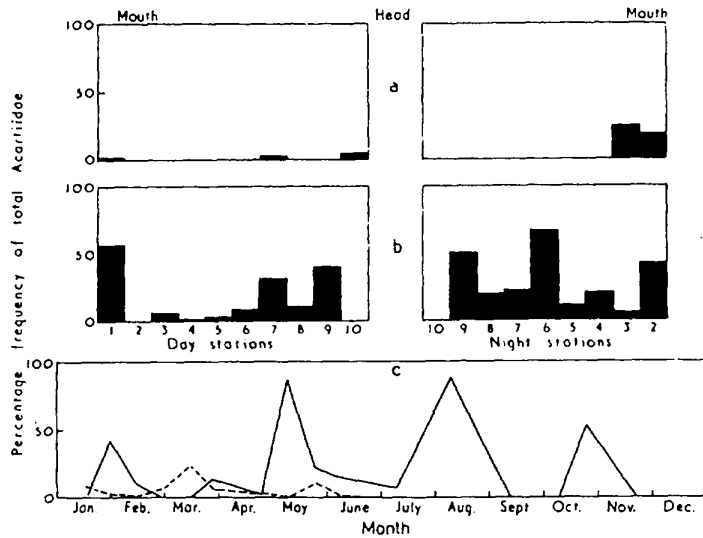 Mouth Head Mouth
Percentage frequency of total Acartiidae
100
50
0
a
100
50
0
b
1 2 3 4 5 6 7 8 9 10
10 9 8 7 6 5 4 3 2
Day stations Night stations
100
50
0
c
Jan. Feb. Mar. Apr. May June July Aug. Sept Oct. Nov. Dec.
Month